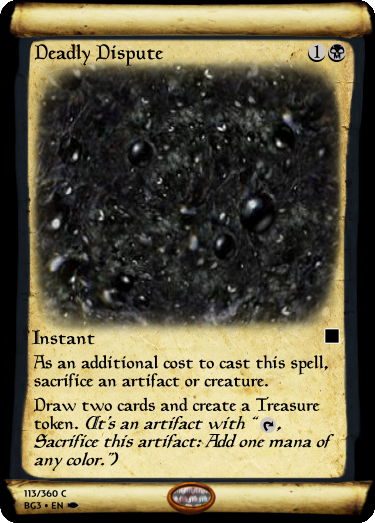 Deadly Dispute 1
Instant
As an additional cost to cast this spell,
sacrifice an artifact or creature.
Draw two cards and create a Treasure
token. (It's an artifact with “ ,
Sacrifice this artifact: Add one mana of
any color.”)
113/360 C
BG3 • EN